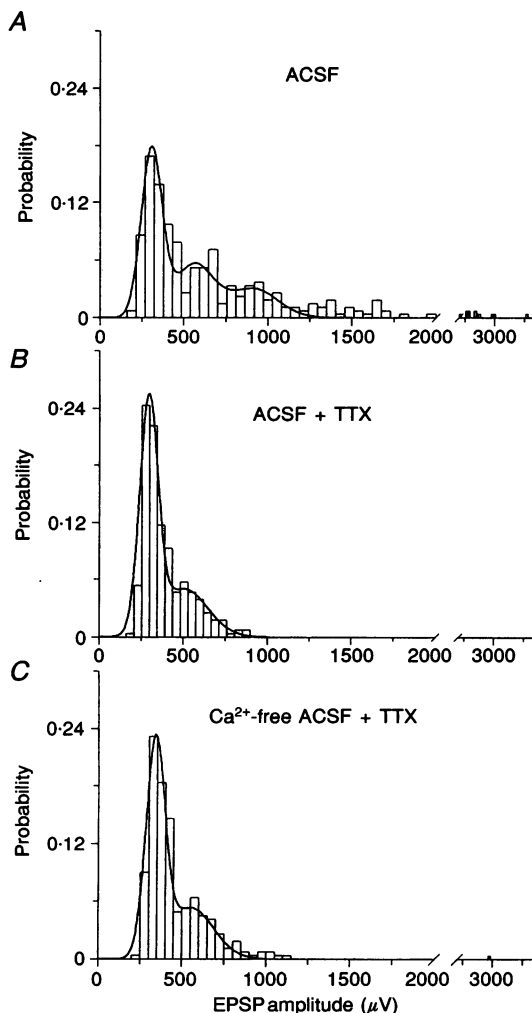 A
ACSF
Probability
0·24
0·12
0
0 500 1000 1500 2000 3000
B
ACSF + TTX
Probability
0·24
0·12
0
0 500 1000 1500 2000 3000
C
Ca²⁺-free ACSF + TTX
Probability
0·24
0·12
0
0 500 1000 1500 2000 3000
EPSP amplitude (μV)